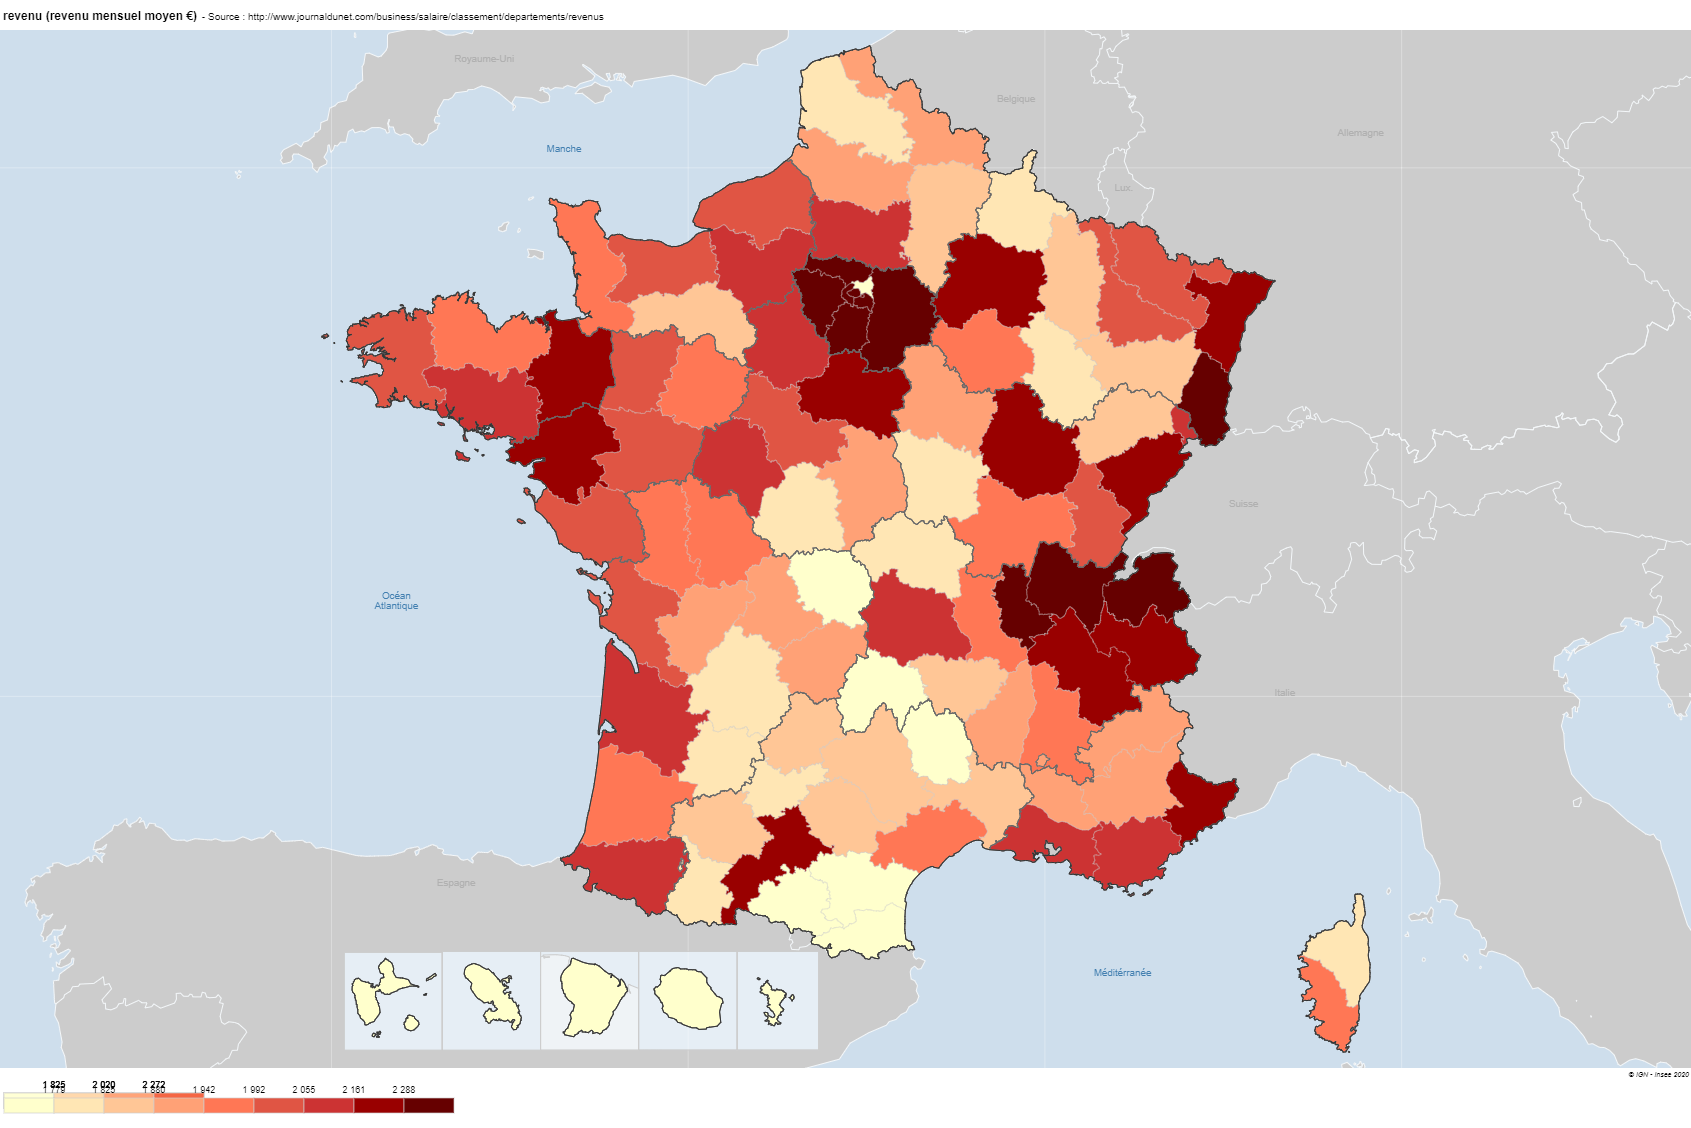 revenu (revenu mensuel moyen €) - Source : http://www.journaldunet.com/business/salaire/classement/departements/revenus
Royaume-Uni
Belgique
Allemagne
Manche
Lux.
Suisse
Océan
Atlantique
Italie
Espagne
Méditérranée
© IGN - Insee 2020
1 825 2 020 2 272
1 779 1 825 1 880 1 942 1 992 2 055 2 161 2 288